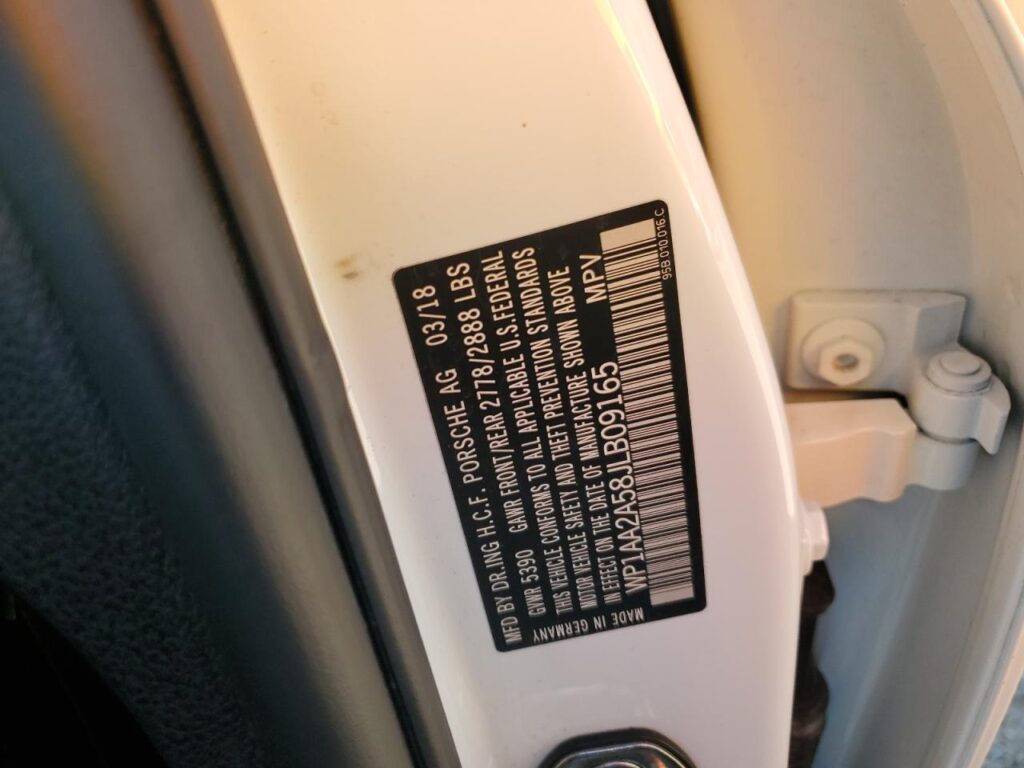 MFD BY DR.ING H.C.F. PORSCHE AG 03/18
GVWR 5390 GAWR FRONT/REAR 2778/2888 LBS
THIS VEHICLE CONFORMS TO ALL APPLICABLE U.S.FEDERAL
MOTOR VEHICLE SAFETY AND THEFT PREVENTION STANDARDS
IN EFFECT ON THE DATE OF MANUFACTURE SHOWN ABOVE
WP1AA2A58JLB09165 MPV
MADE IN GERMANY
95B.010.016.C